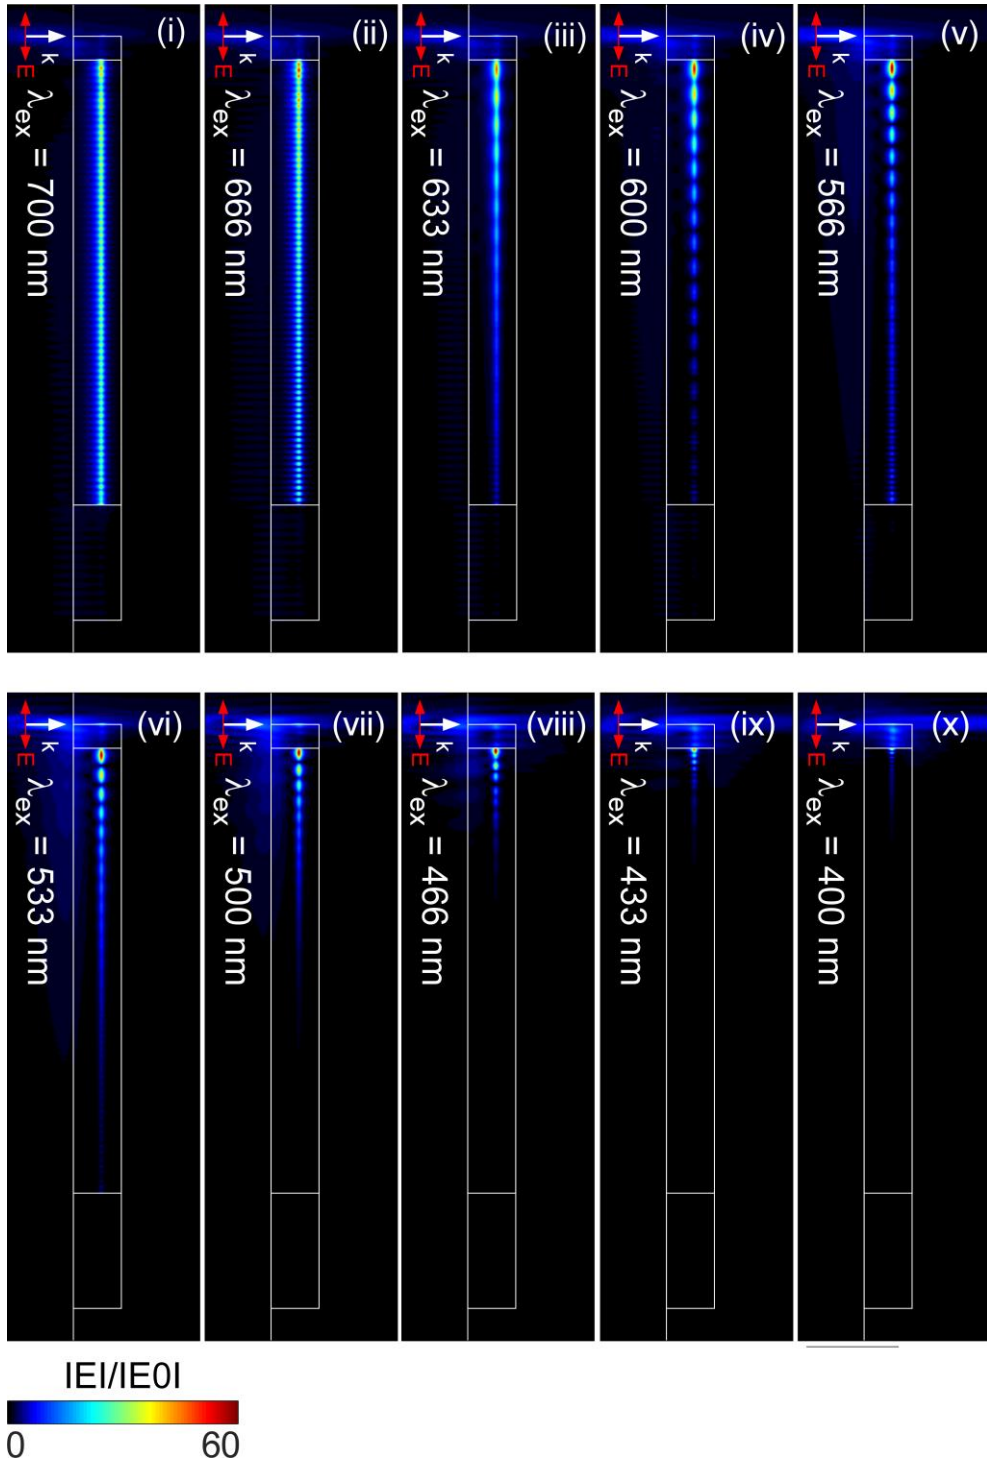 (i)
k
E
λex = 700 nm
(ii)
k
E
λex = 666 nm
(iii)
k
E
λex = 633 nm
(iv)
k
E
λex = 600 nm
(v)
k
E
λex = 566 nm
(vi)
k
E
λex = 533 nm
(vii)
k
E
λex = 500 nm
(viii)
k
E
λex = 466 nm
(ix)
k
E
λex = 433 nm
(x)
k
E
λex = 400 nm
IEI/IE0I
0 60